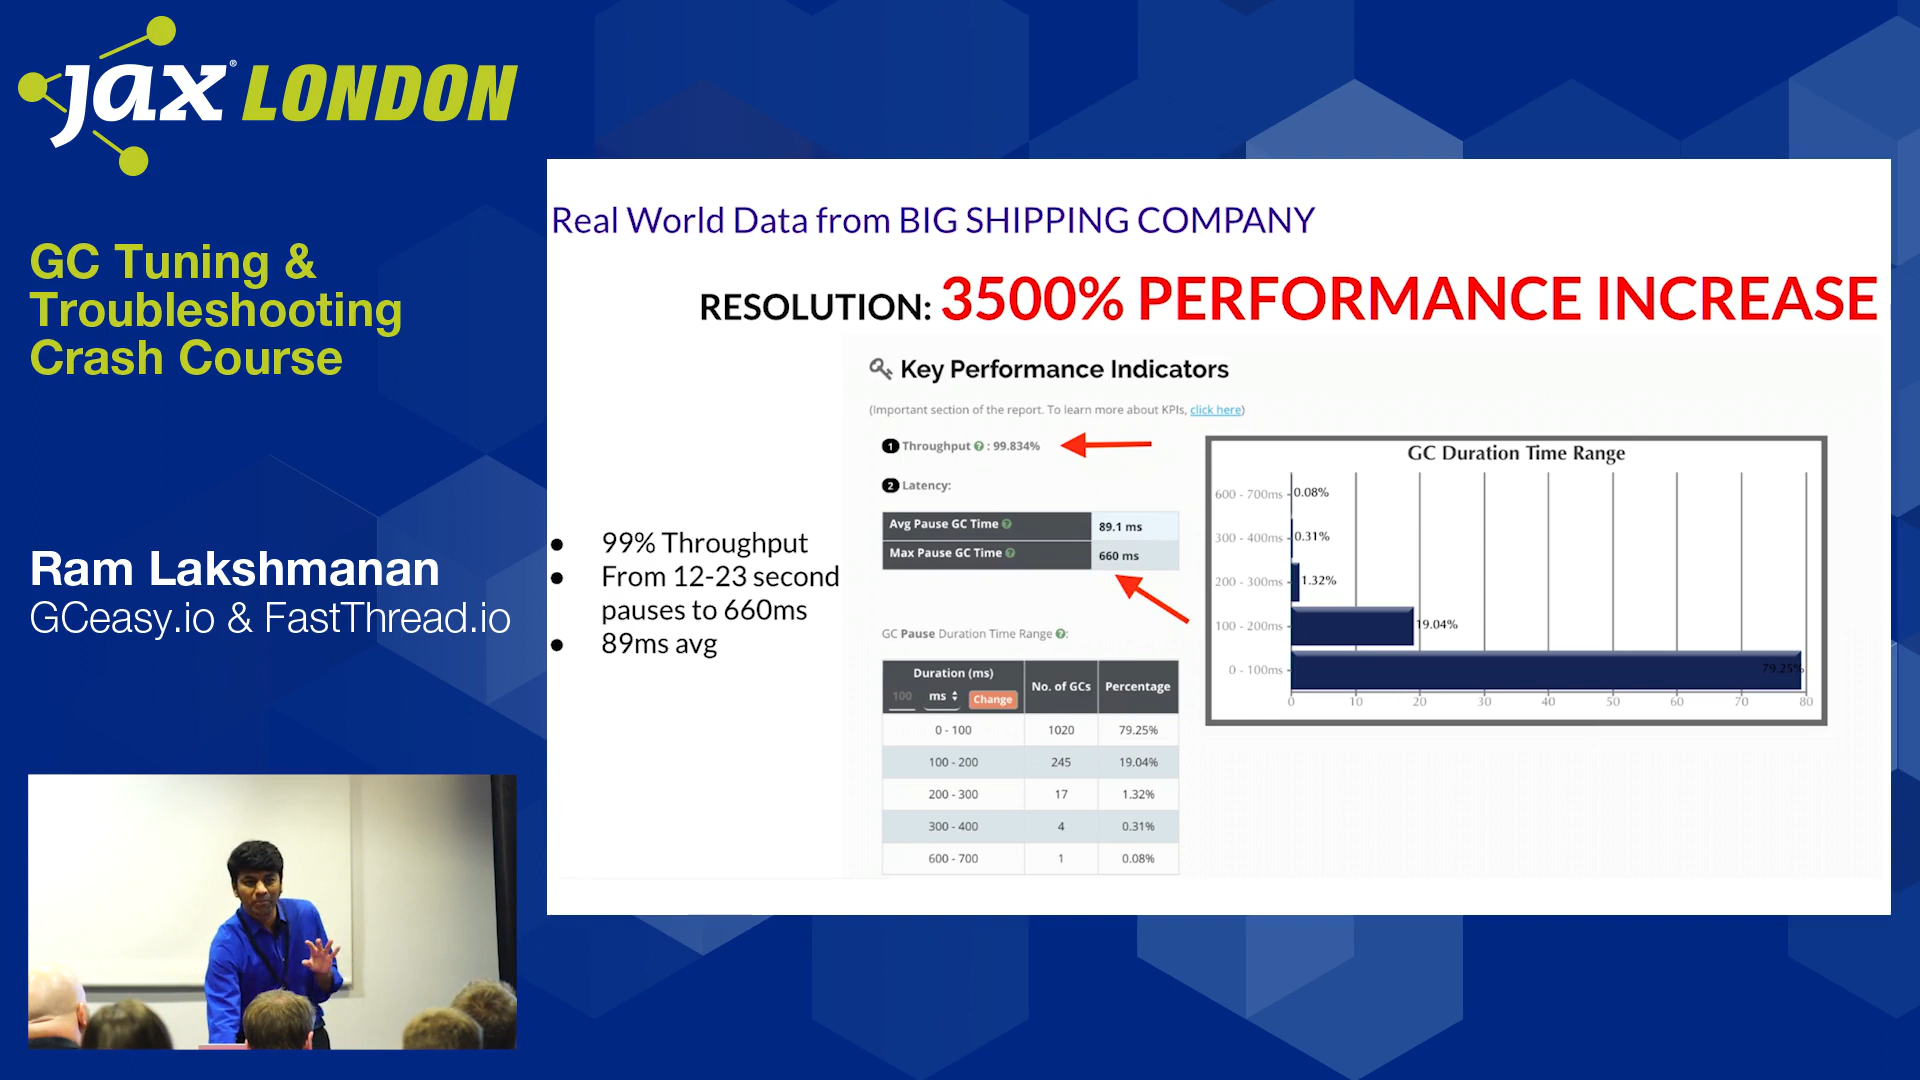 jax® LONDON
GC Tuning &
Troubleshooting
Crash Course
Ram Lakshmanan
GCeasy.io & FastThread.io
Real World Data from BIG SHIPPING COMPANY
RESOLUTION: 3500% PERFORMANCE INCREASE
• 99% Throughput
• From 12-23 second
pauses to 660ms
• 89ms avg
Key Performance Indicators
(Important section of the report. To learn more about KPIs, click here)
1 Throughput ? : 99.834%
2 Latency:
Avg Pause GC Time ? 89.1 ms
Max Pause GC Time ? 660 ms
GC Pause Duration Time Range ?:
Duration (ms) No. of GCs Percentage
100 ms Change
0 - 100 1020 79.25%
100 - 200 245 19.04%
200 - 300 17 1.32%
300 - 400 4 0.31%
600 - 700 1 0.08%
GC Duration Time Range
600 - 700ms 0.08%
300 - 400ms 0.31%
200 - 300ms 1.32%
100 - 200ms 19.04%
0 - 100ms 79.25%
0 10 20 30 40 50 60 70 80